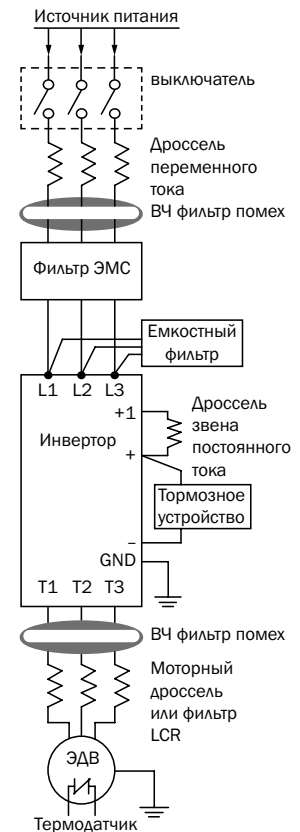 Источник питания
выключатель
Дроссель
переменного
тока
ВЧ фильтр помех
Фильтр ЭМС
Емкостный
фильтр
L1 L2 L3
+1
Дроссель
звена
постоянного
тока
Инвертор
+
Тормозное
устройство
–
GND
T1 T2 T3
ВЧ фильтр помех
Моторный
дроссель
или фильтр
LCR
ЭДВ
Термодатчик